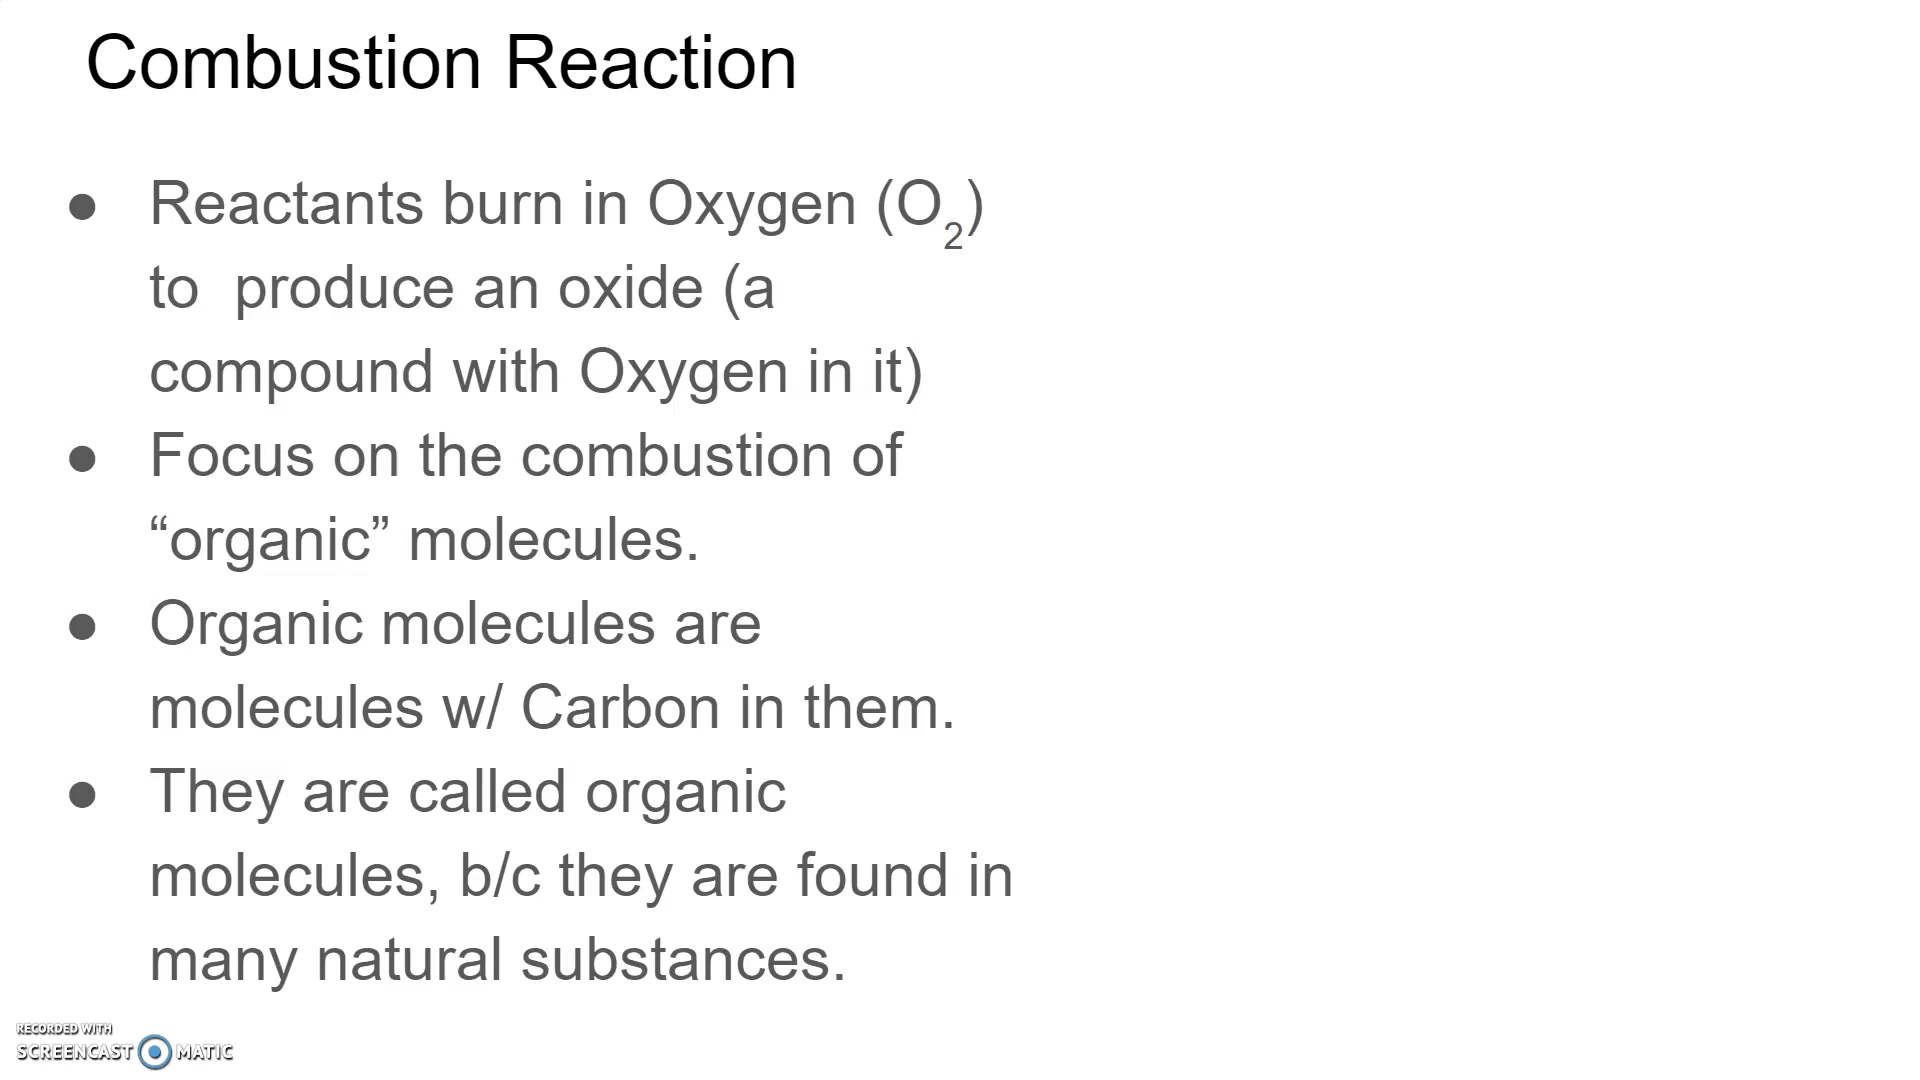 Combustion Reaction
● Reactants burn in Oxygen (O₂)
to  produce an oxide (a
compound with Oxygen in it)
● Focus on the combustion of
“organic” molecules.
● Organic molecules are
molecules w/ Carbon in them.
● They are called organic
molecules, b/c they are found in
many natural substances.
RECORDED WITH
SCREENCAST MATIC